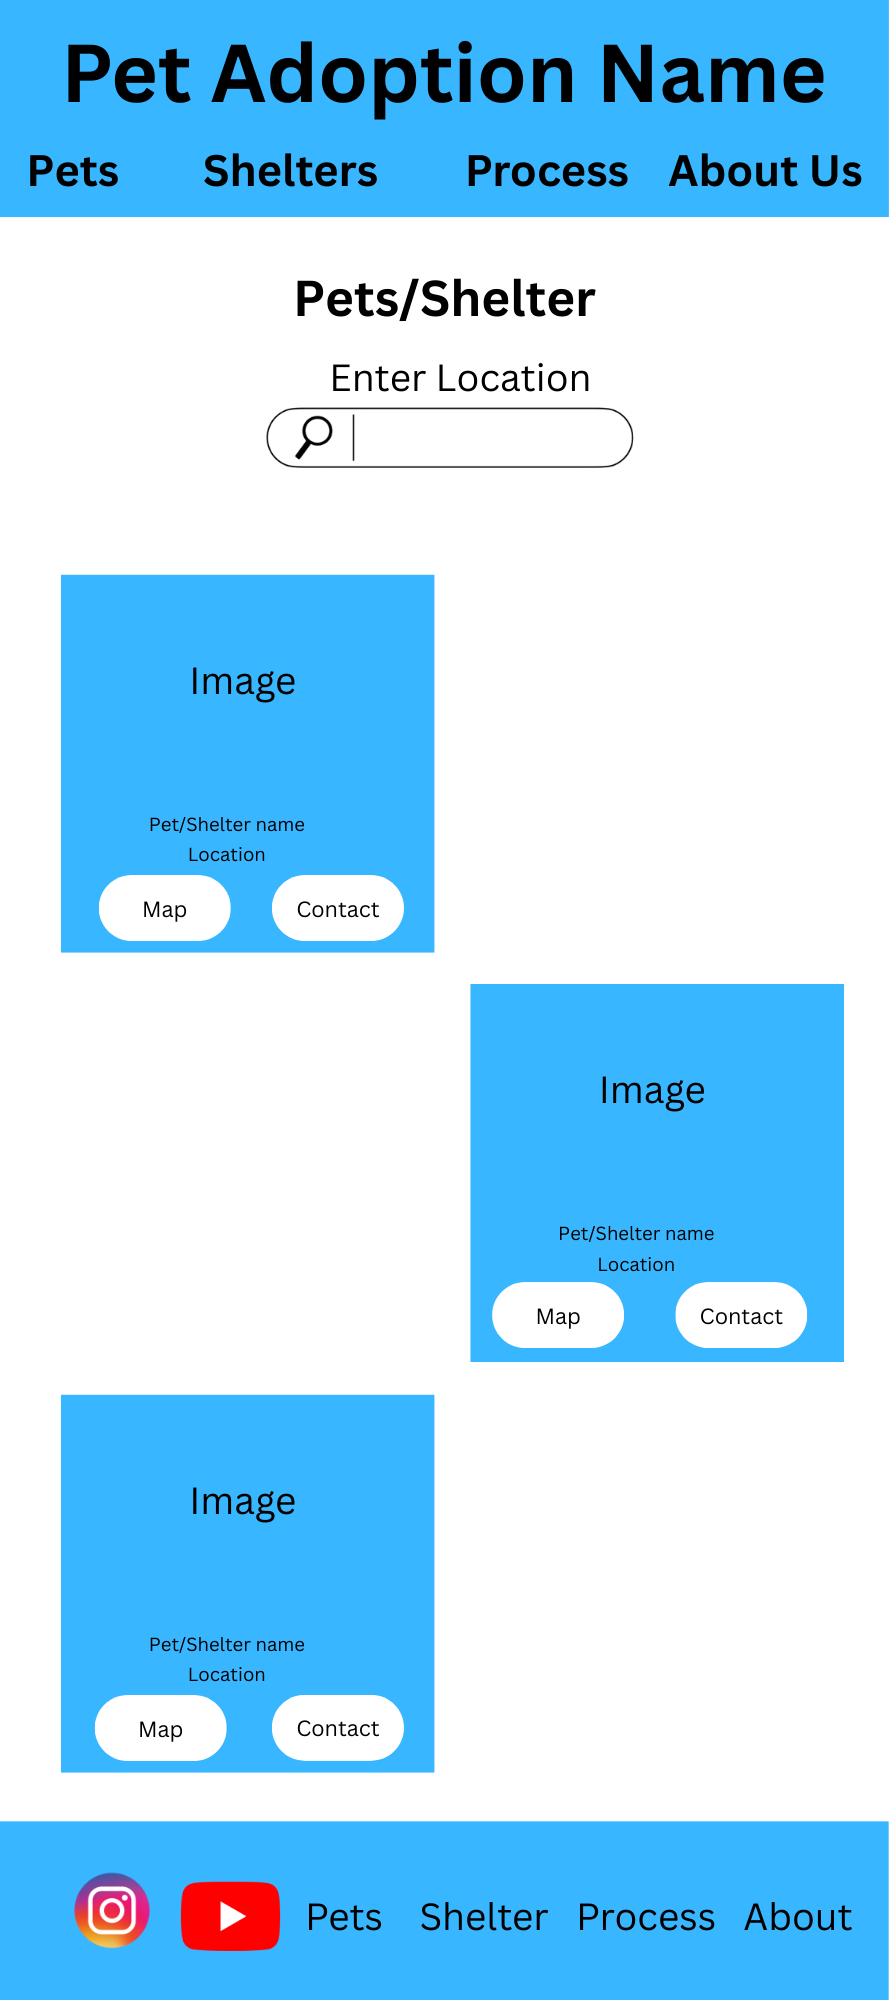 Pet Adoption Name
Pets Shelters Process About Us
Pets/Shelter
Enter Location
Image
Pet/Shelter name
Location
Map Contact
Image
Pet/Shelter name
Location
Map Contact
Image
Pet/Shelter name
Location
Map Contact
Pets Shelter Process About